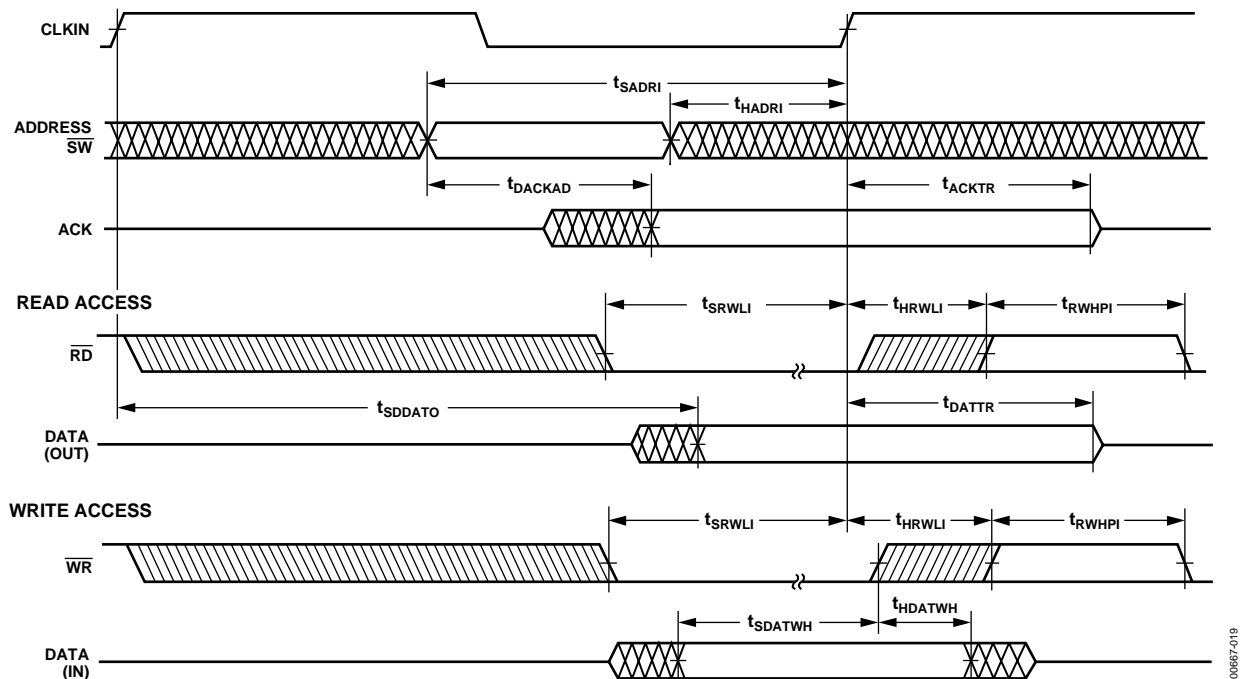 CLKIN
tSADRI
tHADRI
ADDRESS
SW
tDACKAD
tACKTR
ACK
READ ACCESS
tSRWLI
tHRWLI
tRWHPI
RD
tSDDATO
tDATTR
DATA
(OUT)
WRITE ACCESS
tSRWLI
tHRWLI
tRWHPI
WR
tSDATWH
tHDATWH
DATA
(IN)
00667-019